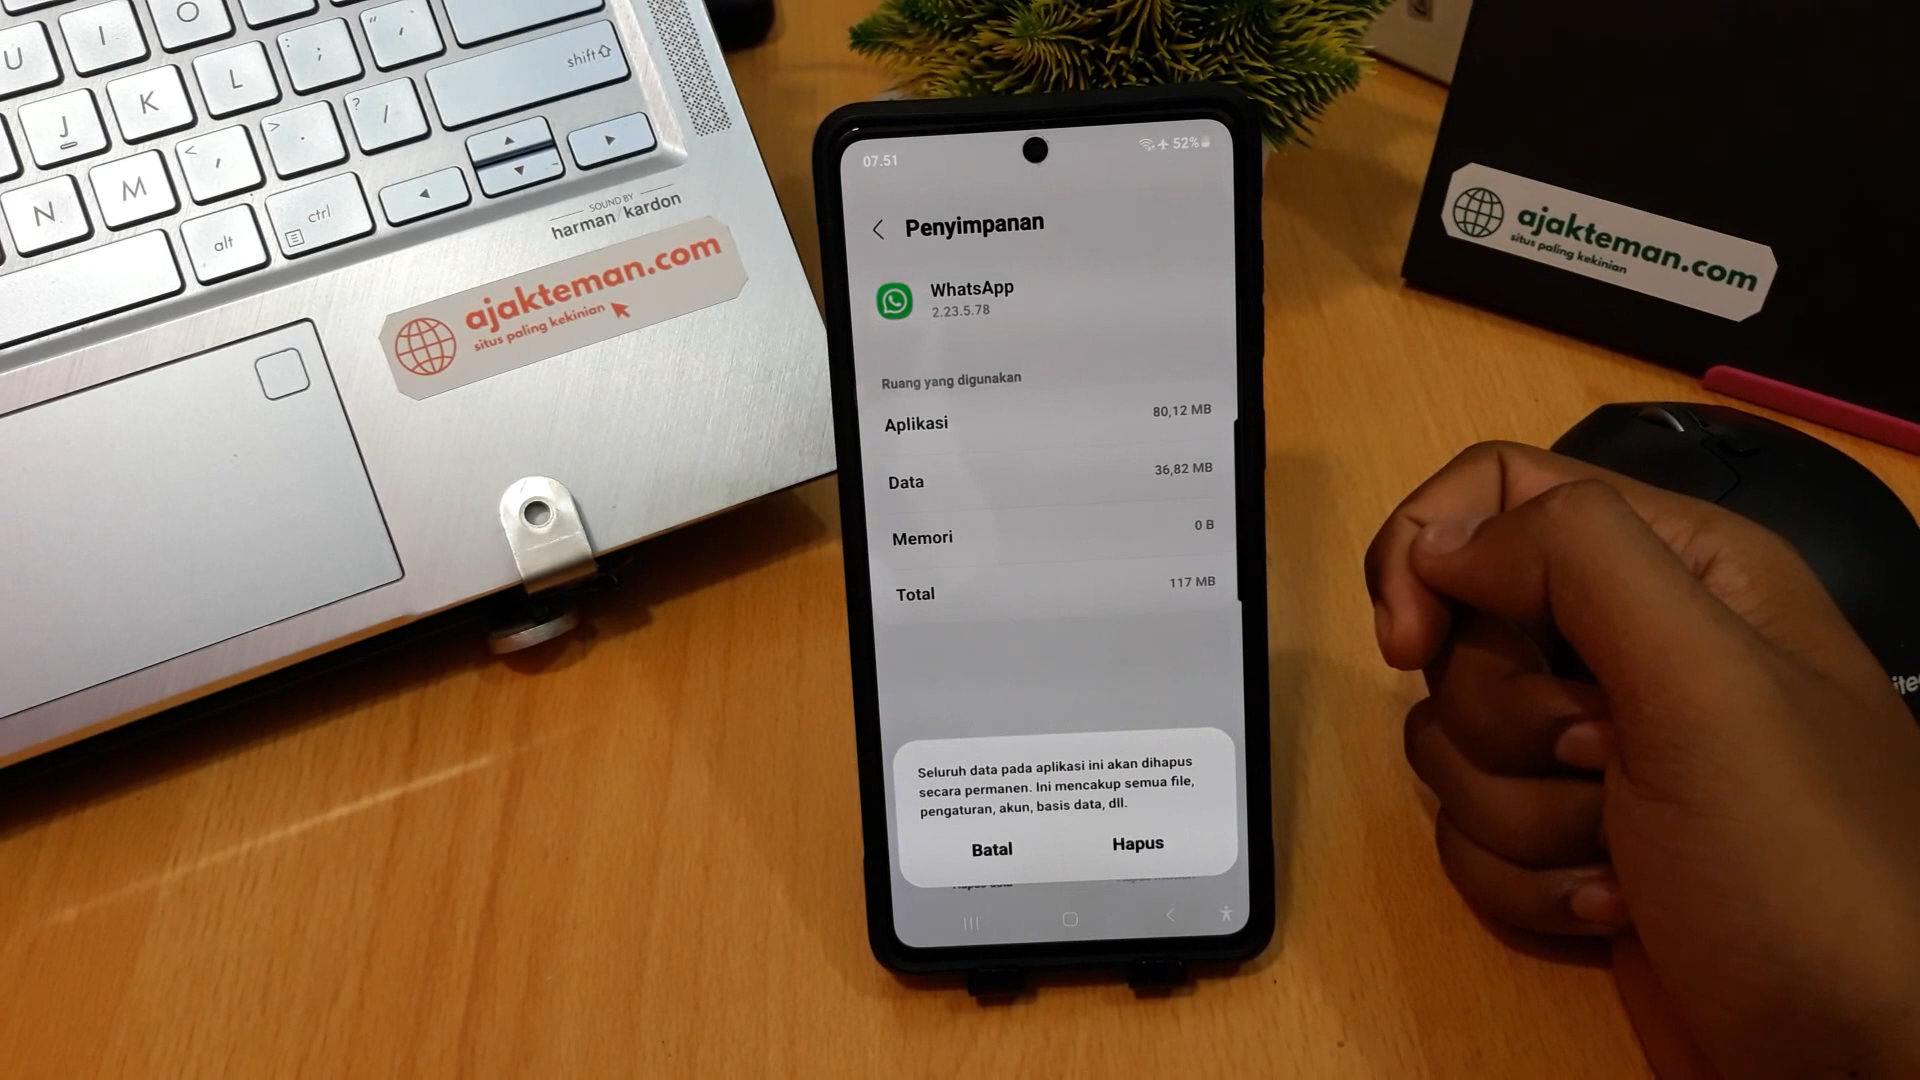 U
I
O
J
K
L
:
;
"
'
shift
?
/
N
M
<
,
>
.
alt
ctrl
SOUND BY
harman/kardon
ajakteman.com
situs paling kekinian
07.51
52%
Penyimpanan
WhatsApp
2.23.5.78
Ruang yang digunakan
Aplikasi 80,12 MB
Data 36,82 MB
Memori 0 B
Total 117 MB
Seluruh data pada aplikasi ini akan dihapus
secara permanen. Ini mencakup semua file,
pengaturan, akun, basis data, dll.
Batal Hapus
ajakteman.com
situs paling kekinian